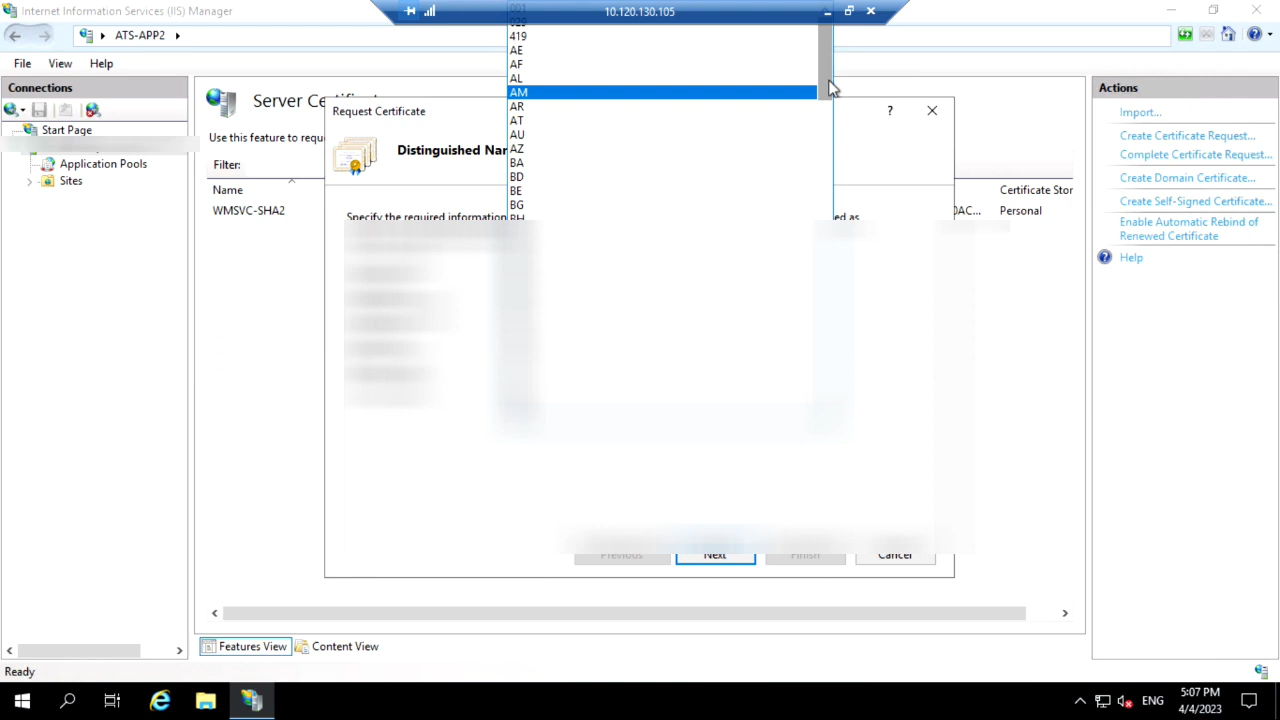 Internet Information Services (IIS) Manager
10.120.130.105
ATS-APP2
File View Help
Connections
Start Page
Application Pools
Sites
Server
Use this feature to requ
Filter:
Name
WMSVC-SHA2
Certificate Stor
0AC... Personal
Request Certificate
?
Distinguished Nar
Specify the required information
ed as
001
029
419
AE
AF
AL
AM
AR
AT
AU
AZ
BA
BD
BE
BG
BH
Previous Next Finish Cancel
Actions
Import...
Create Certificate Request...
Complete Certificate Request...
Create Domain Certificate...
Create Self-Signed Certificate...
Enable Automatic Rebind of
Renewed Certificate
Help
Features View Content View
Ready
ENG
5:07 PM
4/4/2023